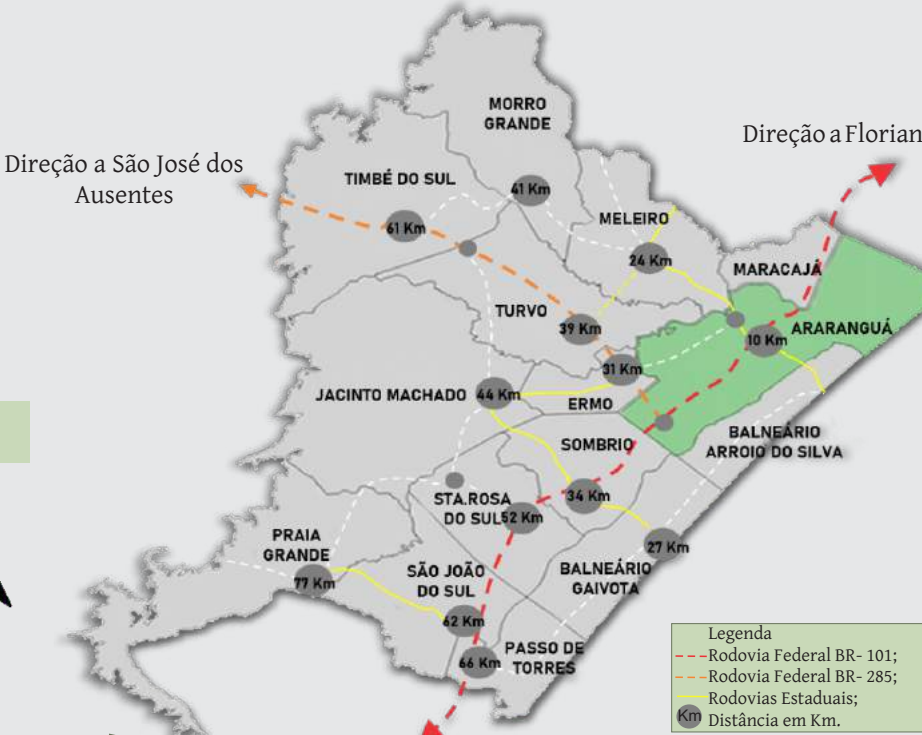 MORRO
GRANDE
Direção a Florian
Direção a São José dos
Ausentes
TIMBÉ DO SUL
41 Km
61 Km
MELEIRO
24 Km
MARACAJÁ
TURVO
39 Km
ARARANGUÁ
10 Km
31 Km
JACINTO MACHADO
44 Km
ERMO
SOMBRIO
BALNEÁRIO
ARROIO DO SILVA
34 Km
STA.ROSA
DO SUL
52 Km
PRAIA
GRANDE
77 Km
27 Km
SÃO JOÃO
DO SUL
BALNEÁRIO
GAIVOTA
62 Km
66 Km
PASSO DE
TORRES
Legenda
Rodovia Federal BR- 101;
Rodovia Federal BR- 285;
Rodovias Estaduais;
Km Distância em Km.